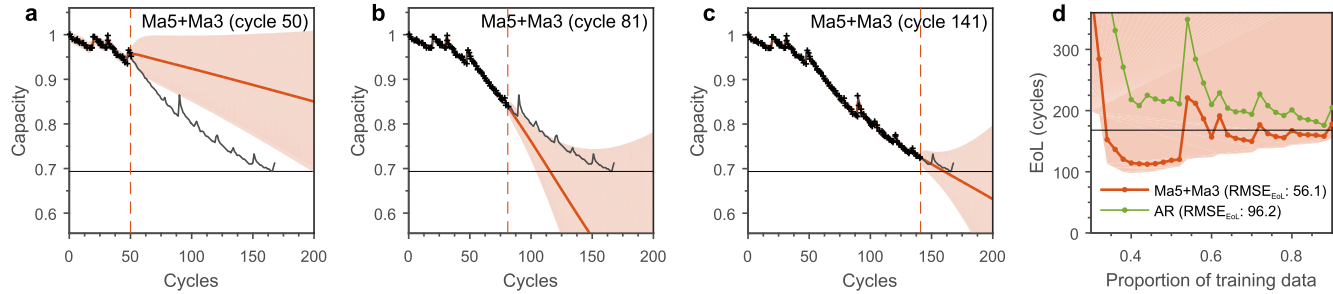 a
Ma5+Ma3 (cycle 50)
1
0.9
0.8
0.7
0.6
Capacity
0 50 100 150 200
Cycles
b
Ma5+Ma3 (cycle 81)
1
0.9
0.8
0.7
0.6
Capacity
0 50 100 150 200
Cycles
c
Ma5+Ma3 (cycle 141)
1
0.9
0.8
0.7
0.6
Capacity
0 50 100 150 200
Cycles
d
300
200
100
0
EoL (cycles)
Ma5+Ma3 (RMSE_EoL: 56.1)
AR (RMSE_EoL: 96.2)
0.4 0.6 0.8
Proportion of training data